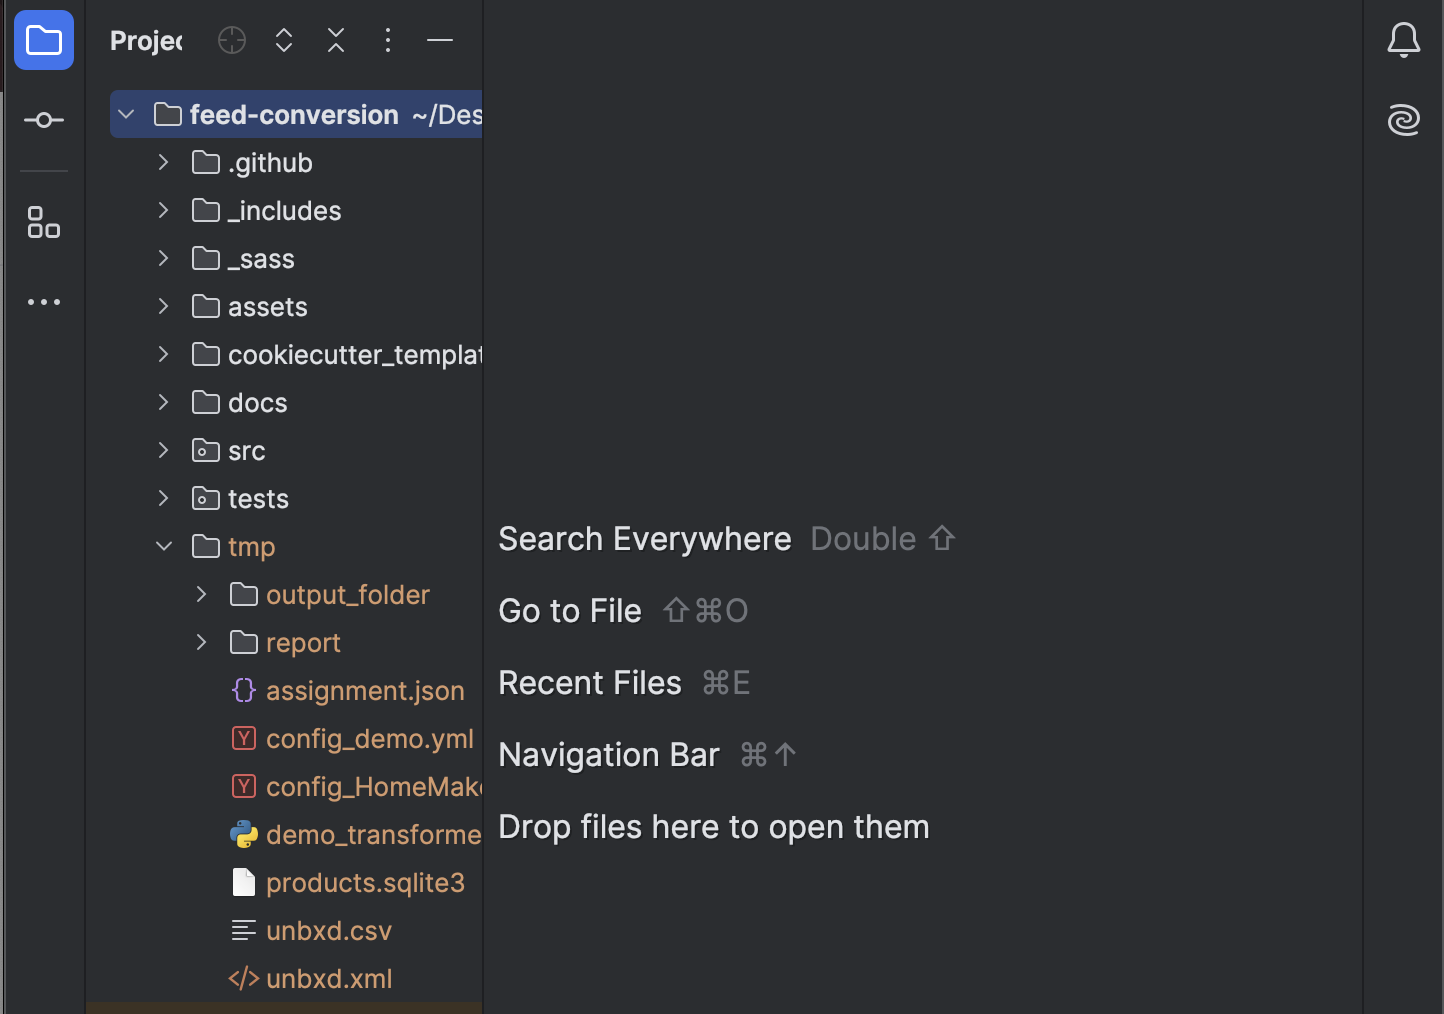 Projec
feed-conversion ~/Des
.github
_includes
_sass
assets
cookiecutter_templat
docs
src
tests
tmp
output_folder
report
assignment.json
config_demo.yml
config_HomeMake
demo_transforme
products.sqlite3
unbxd.csv
unbxd.xml
Search Everywhere Double ⇧
Go to File ⇧⌘O
Recent Files ⌘E
Navigation Bar ⌘↑
Drop files here to open them